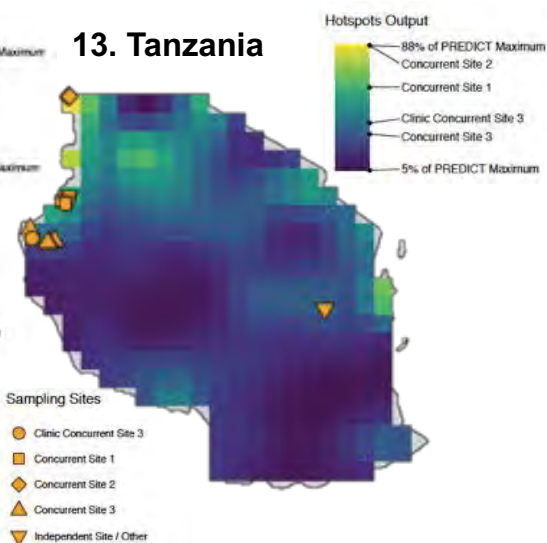 Maximum
13. Tanzania
Hotspots Output
88% of PREDICT Maximum
Concurrent Site 2
Concurrent Site 1
Clinic Concurrent Site 3
Concurrent Site 3
5% of PREDICT Maximum
Maximum
Sampling Sites
Clinic Concurrent Site 3
Concurrent Site 1
Concurrent Site 2
Concurrent Site 3
Independent Site / Other